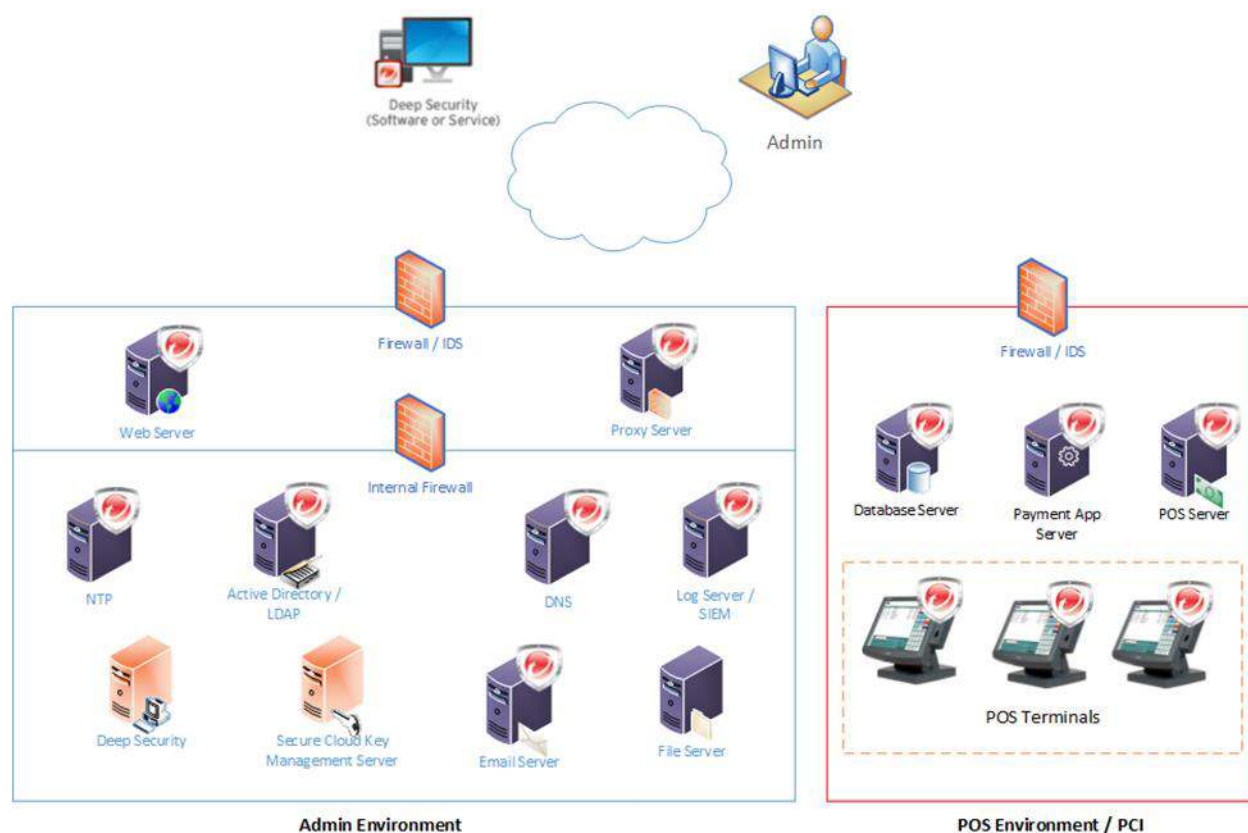 Deep Security
(Software or Service)
Admin
Firewall / IDS
Firewall / IDS
Web Server
Proxy Server
Internal Firewall
Database Server
Payment App
Server
POS Server
NTP
Active Directory /
LDAP
DNS
Log Server /
SIEM
POS Terminals
Deep Security
Secure Cloud Key
Management Server
Email Server
File Server
Admin Environment
POS Environment / PCI